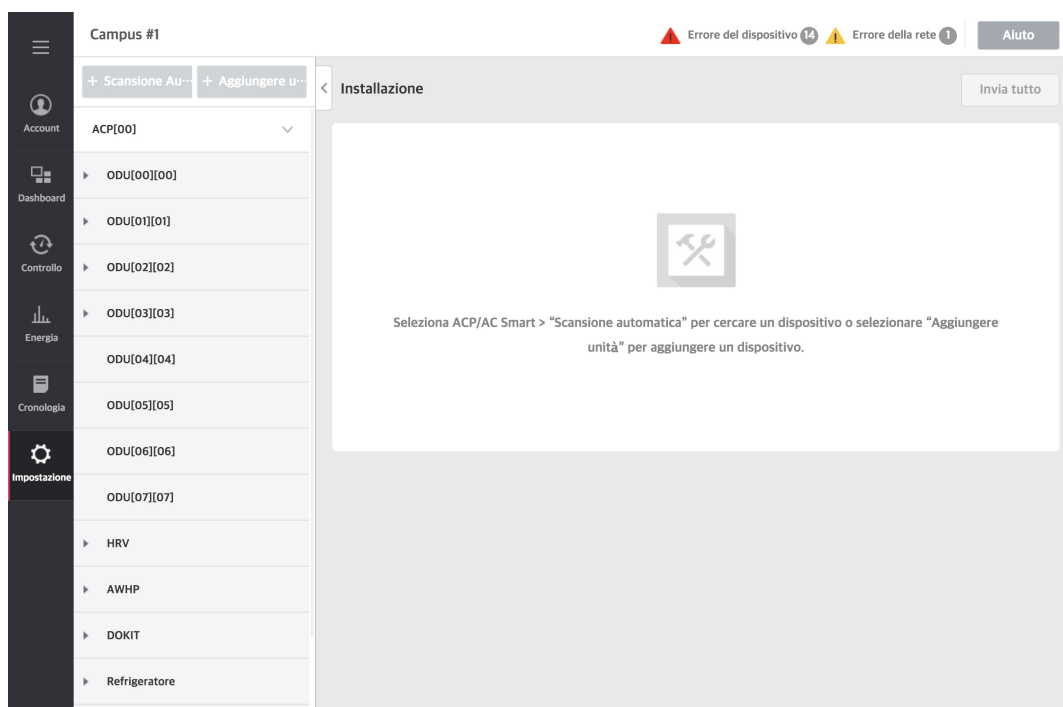 Campus #1
Errore del dispositivo 14
Errore della rete 1
Aiuto
Account
Dashboard
Controllo
Energia
Cronologia
Impostazione
+ Scansione Au···
+ Aggiungere u···
ACP[00]
ODU[00][00]
ODU[01][01]
ODU[02][02]
ODU[03][03]
ODU[04][04]
ODU[05][05]
ODU[06][06]
ODU[07][07]
HRV
AWHP
DOKIT
Refrigeratore
Installazione
Invia tutto
Seleziona ACP/AC Smart > “Scansione automatica” per cercare un dispositivo o selezionare “Aggiungere
unità” per aggiungere un dispositivo.